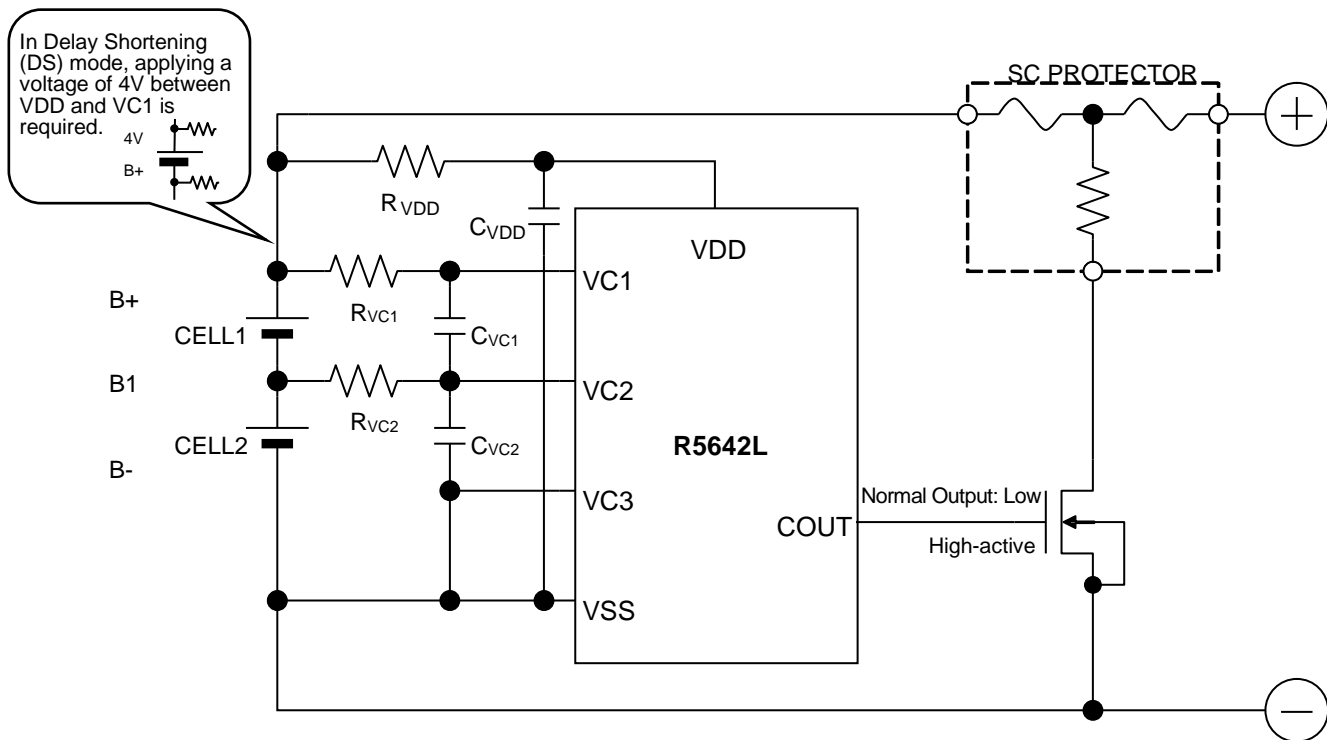 In Delay Shortening
(DS) mode, applying a
voltage of 4V between
VDD and VC1 is
required.
4V
B+
SC PROTECTOR
RVDD
CVDD
VDD
VC1
B+
RVC1
CVC1
CELL1
B1
VC2
RVC2
CVC2
CELL2
R5642L
B-
VC3
Normal Output: Low
COUT
High-active
VSS